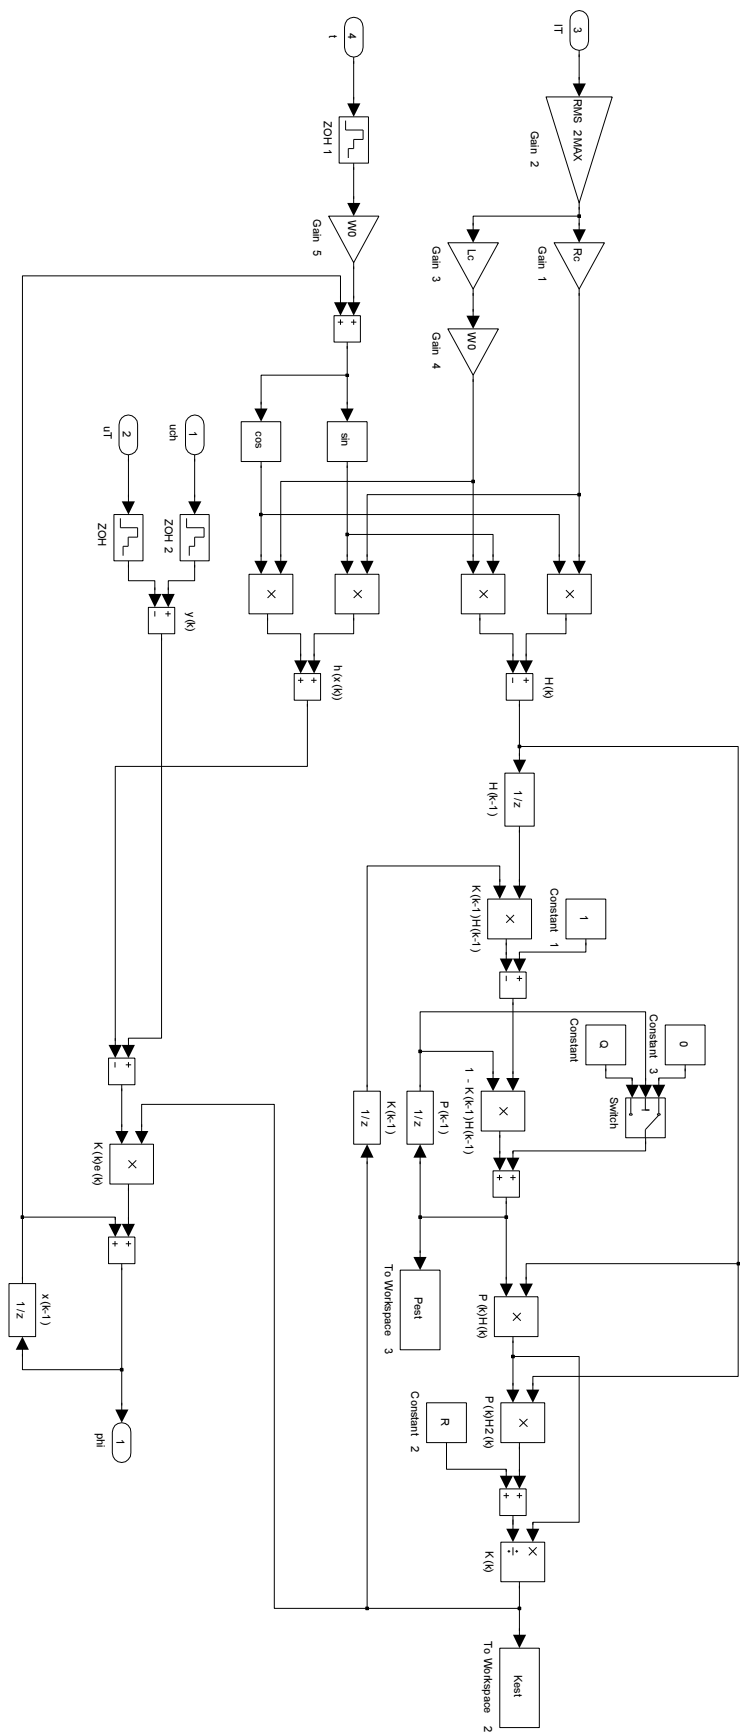 3
IT
RMS 2MAX
Gain 2
Rc
Gain 1
Lc
Gain 3
W0
Gain 4
4
t
ZOH 1
W0
Gain 5
+
+
sin
cos
×
×
×
×
+
−
H(k)
+
+
h(x(k))
1
uch
2
uT
ZOH 2
ZOH
+
−
y(k)
1/z
H(k-1)
×
K(k-1)H(k-1)
1
Constant 1
+
−
0
Constant 3
Q
Constant
Switch
×
1 - K(k-1)H(k-1)
1/z
P(k-1)
1/z
K(k-1)
+
+
Pest
To Workspace 3
×
P(k)H(k)
×
P(k)H2(k)
R
Constant 2
+
+
×
÷
K(k)
Kest
To Workspace 2
+
−
×
K(k)e(k)
+
+
1/z
x(k-1)
1
phi